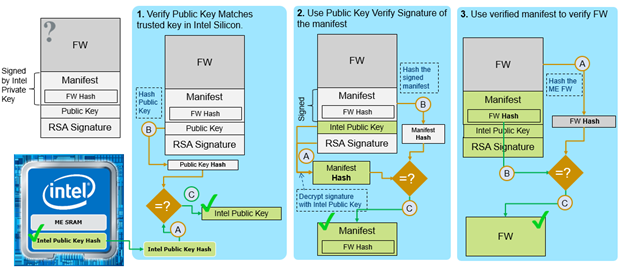 ?
FW
Signed
by Intel
Private
Key
Manifest
FW Hash
Public Key
RSA Signature
intel
ME SRAM
Intel Public Key Hash
1. Verify Public Key Matches
trusted key in Intel Silicon.
FW
Hash
Public
Key
Manifest
FW Hash
B
Public Key
RSA Signature
Public Key Hash
=?
C
Intel Public Key
A
Intel Public Key Hash
2. Use Public Key Verify Signature of
the manifest
FW
Hash the
signed
manifest
Signed
Manifest
FW Hash
B
Intel Public Key
RSA Signature
Manifest
Hash
A
Manifest
Hash
=?
Decrypt signature
with Intel Public Key
C
Manifest
FW Hash
3. Use verified manifest to verify FW
FW
A
Hash the
ME FW
Manifest
FW Hash
FW Hash
Intel Public Key
RSA Signature
B
=?
C
FW